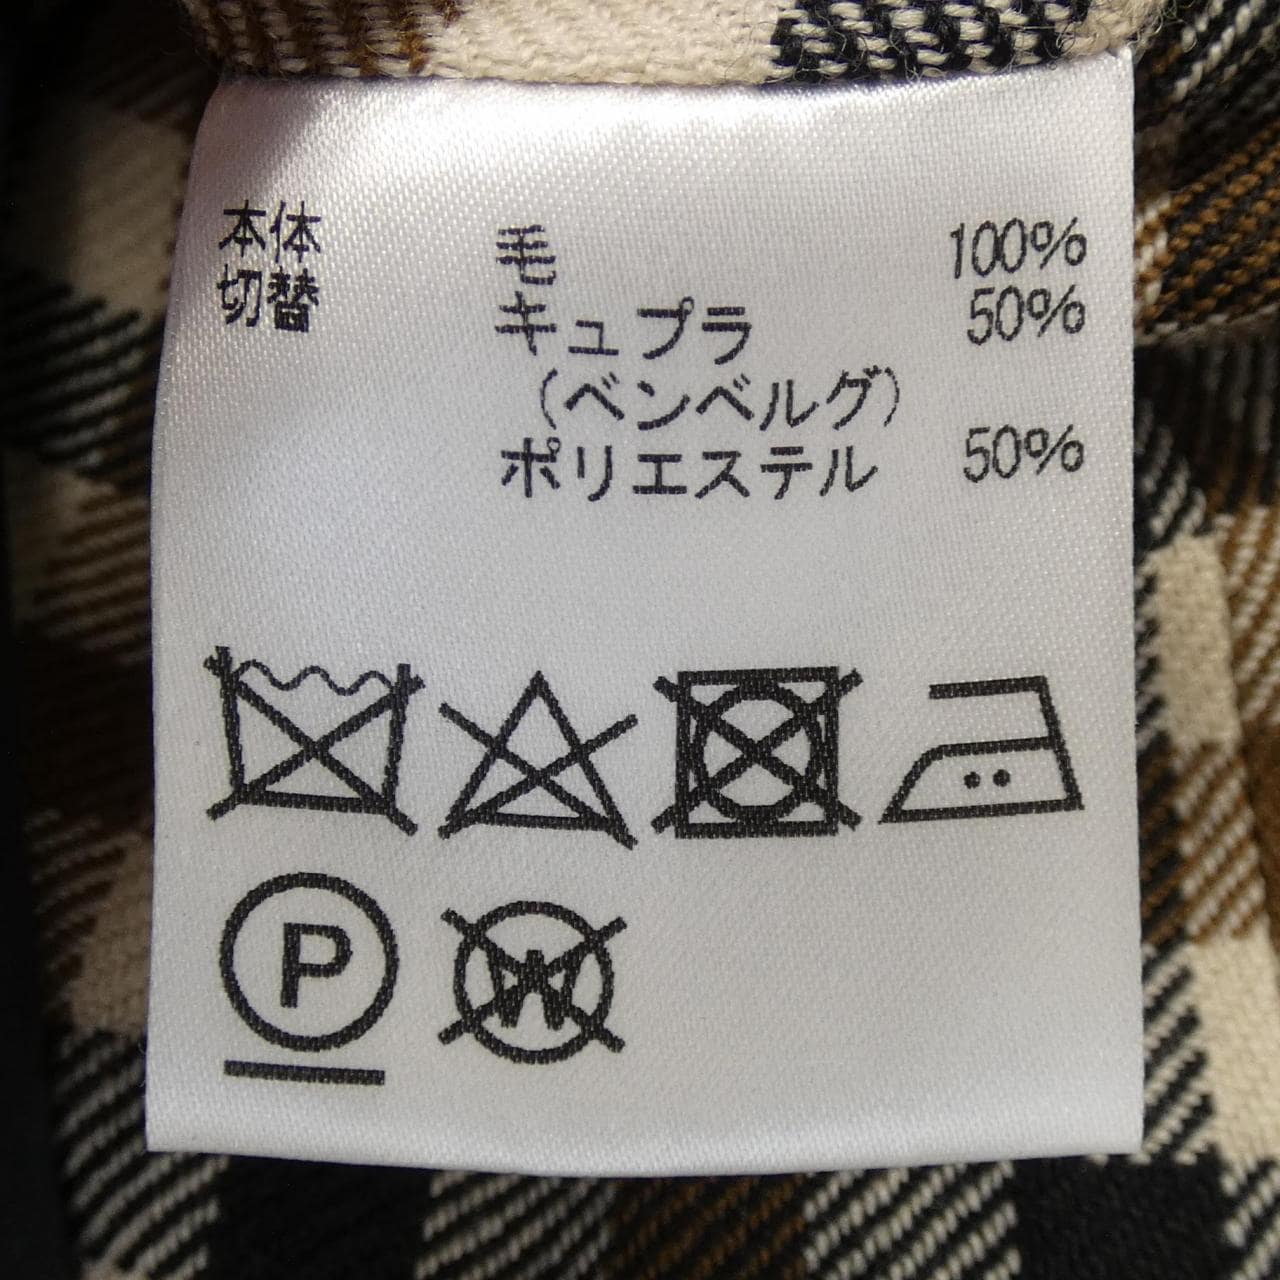 本体 毛 100%
切替 キュプラ 50%
(ベンベルグ)
ポリエステル 50%
P
W